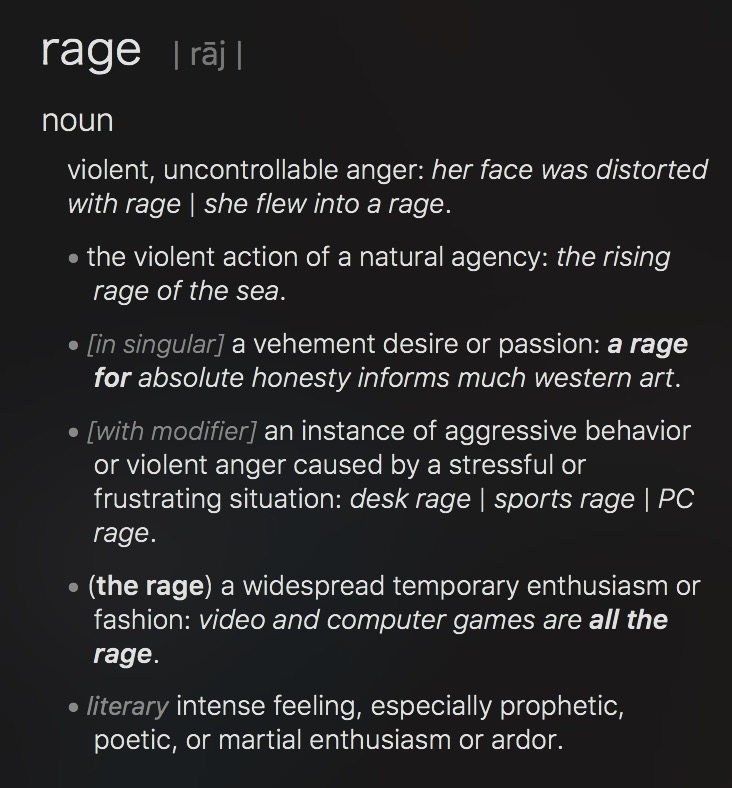 rage | rāj |
noun
violent, uncontrollable anger: her face was distorted
with rage | she flew into a rage.
• the violent action of a natural agency: the rising
rage of the sea.
• [in singular] a vehement desire or passion: a rage
for absolute honesty informs much western art.
• [with modifier] an instance of aggressive behavior
or violent anger caused by a stressful or
frustrating situation: desk rage | sports rage | PC
rage.
• (the rage) a widespread temporary enthusiasm or
fashion: video and computer games are all the
rage.
• literary intense feeling, especially prophetic,
poetic, or martial enthusiasm or ardor.